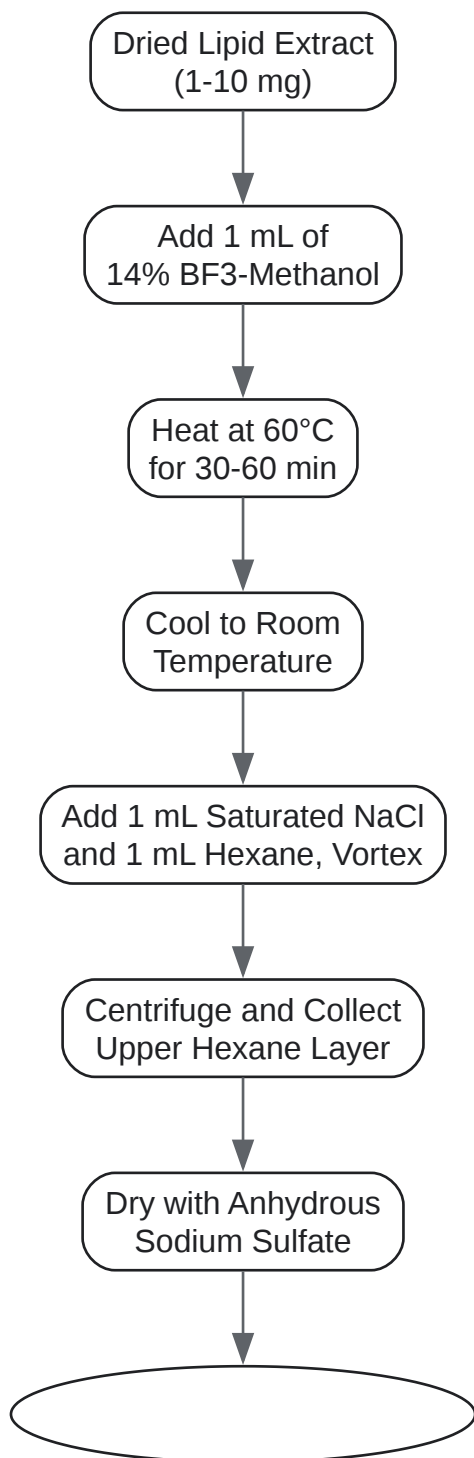 Dried Lipid Extract
(1-10 mg)
Add 1 mL of
14% BF3-Methanol
Heat at 60°C
for 30-60 min
Cool to Room
Temperature
Add 1 mL Saturated NaCl
and 1 mL Hexane, Vortex
Centrifuge and Collect
Upper Hexane Layer
Dry with Anhydrous
Sodium Sulfate